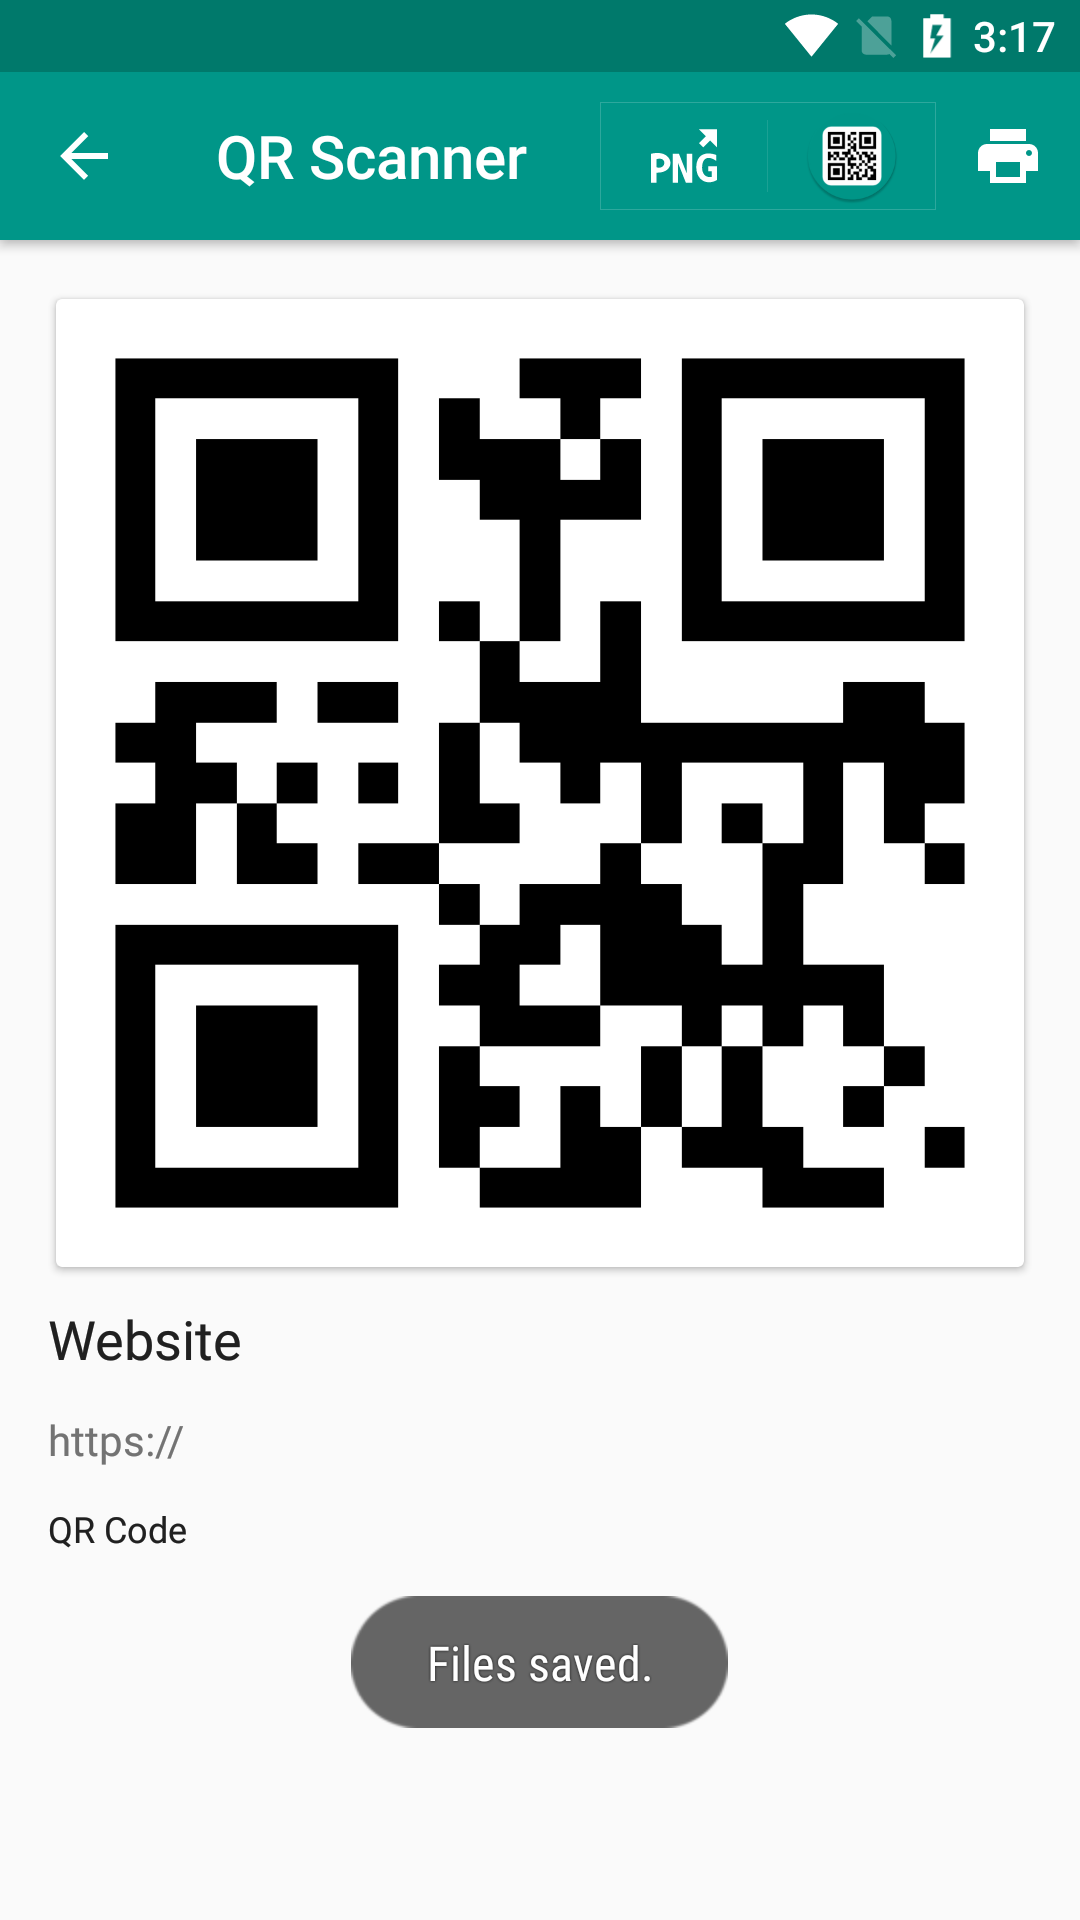 3:17
QR Scanner
PNG
Website
https://
QR Code
Files saved.